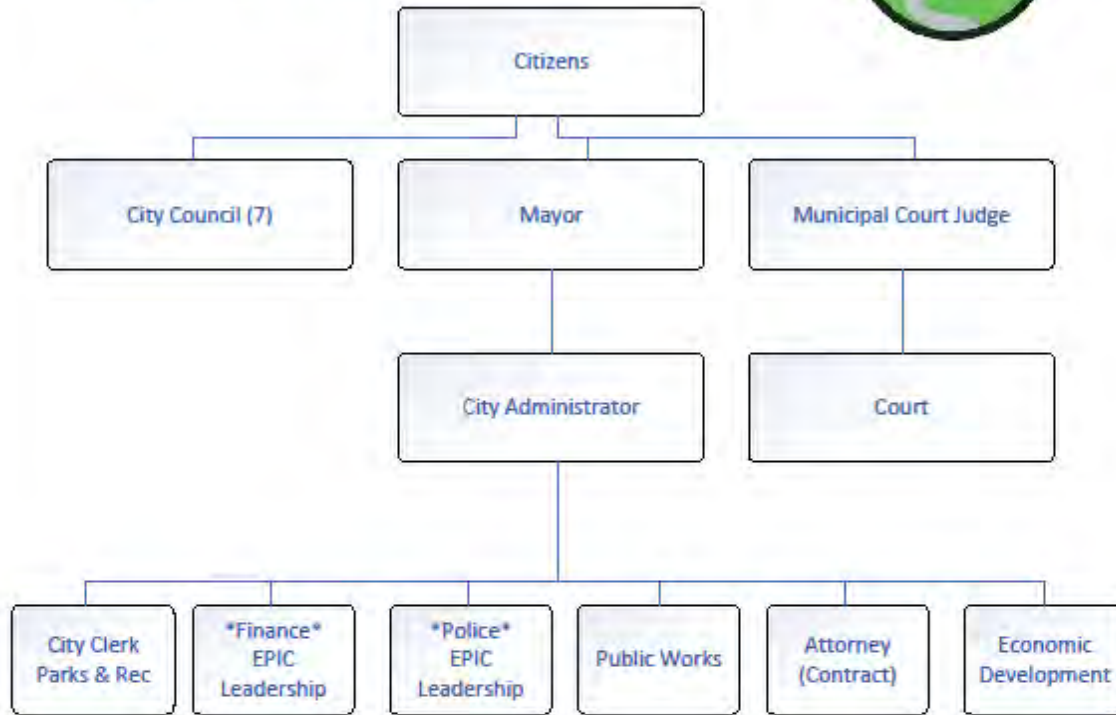 Citizens
City Council (7)
Mayor
Municipal Court Judge
City Administrator
Court
City Clerk
Parks & Rec
*Finance*
EPIC
Leadership
*Police*
EPIC
Leadership
Public Works
Attorney
(Contract)
Economic
Development